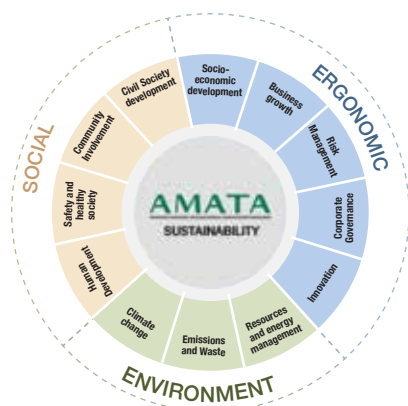 SOCIAL
ERGONOMIC
ENVIRONMENT
Socio-
economic
development
Business
growth
Risk
Management
Corporate
Governance
Innovation
Resources
and energy
management
Emissions
and Waste
Climate
change
Human
Development
Safety and
healthy
society
Community
Involvement
Civil Society
development
AMATA
SUSTAINABILITY